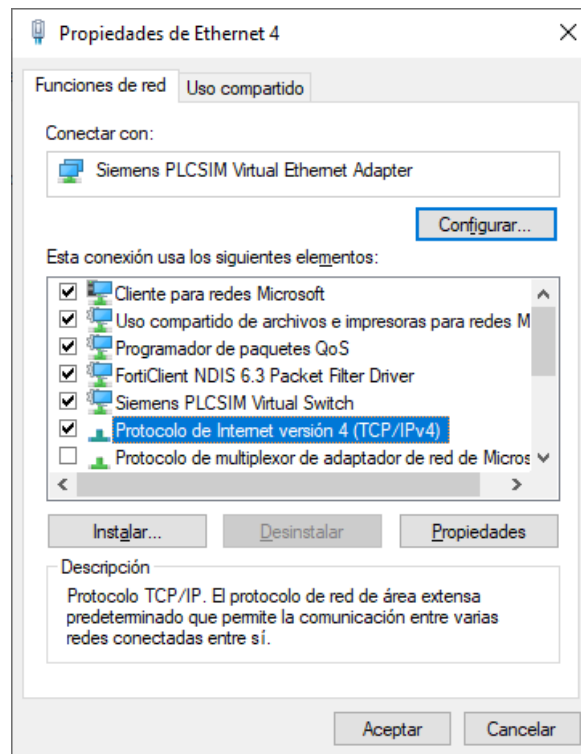 Propiedades de Ethernet 4
Funciones de red
Uso compartido
Conectar con:
Siemens PLCSIM Virtual Ethernet Adapter
Configurar...
Esta conexión usa los siguientes elementos:
Cliente para redes Microsoft
Uso compartido de archivos e impresoras para redes M
Programador de paquetes QoS
FortiClient NDIS 6.3 Packet Filter Driver
Siemens PLCSIM Virtual Switch
Protocolo de Internet versión 4 (TCP/IPv4)
Protocolo de multiplexor de adaptador de red de Micros
Instalar...
Desinstalar
Propiedades
Descripción
Protocolo TCP/IP. El protocolo de red de área extensa
predeterminado que permite la comunicación entre varias
redes conectadas entre sí.
Aceptar
Cancelar